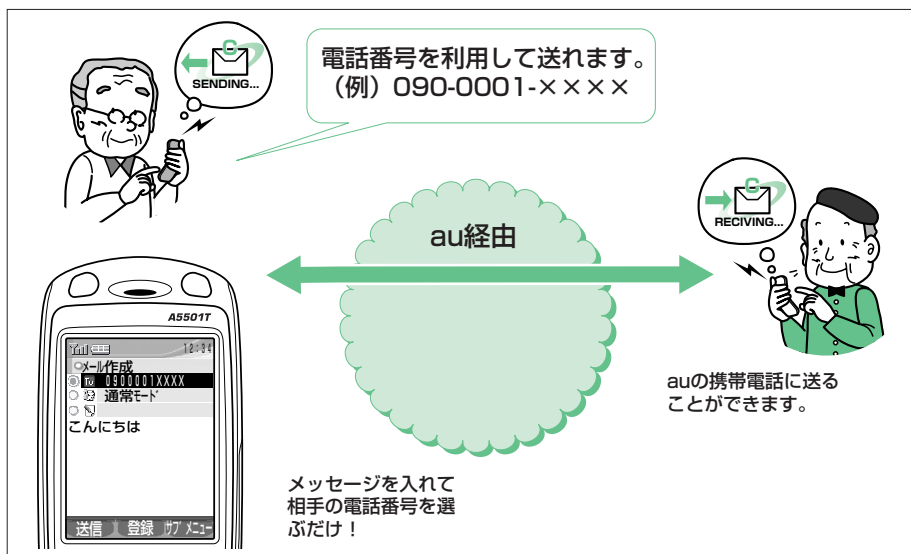 C
SENDING...
電話番号を利用して送れます。
（例）090-0001-××××
C
RECIVING...
au経由
A5501T
12:34
メール作成
To 0900001XXXX
通常モード
こんにちは
送信 登録 サブメニュー
auの携帯電話に送る
ことができます。
メッセージを入れて
相手の電話番号を選
ぶだけ！